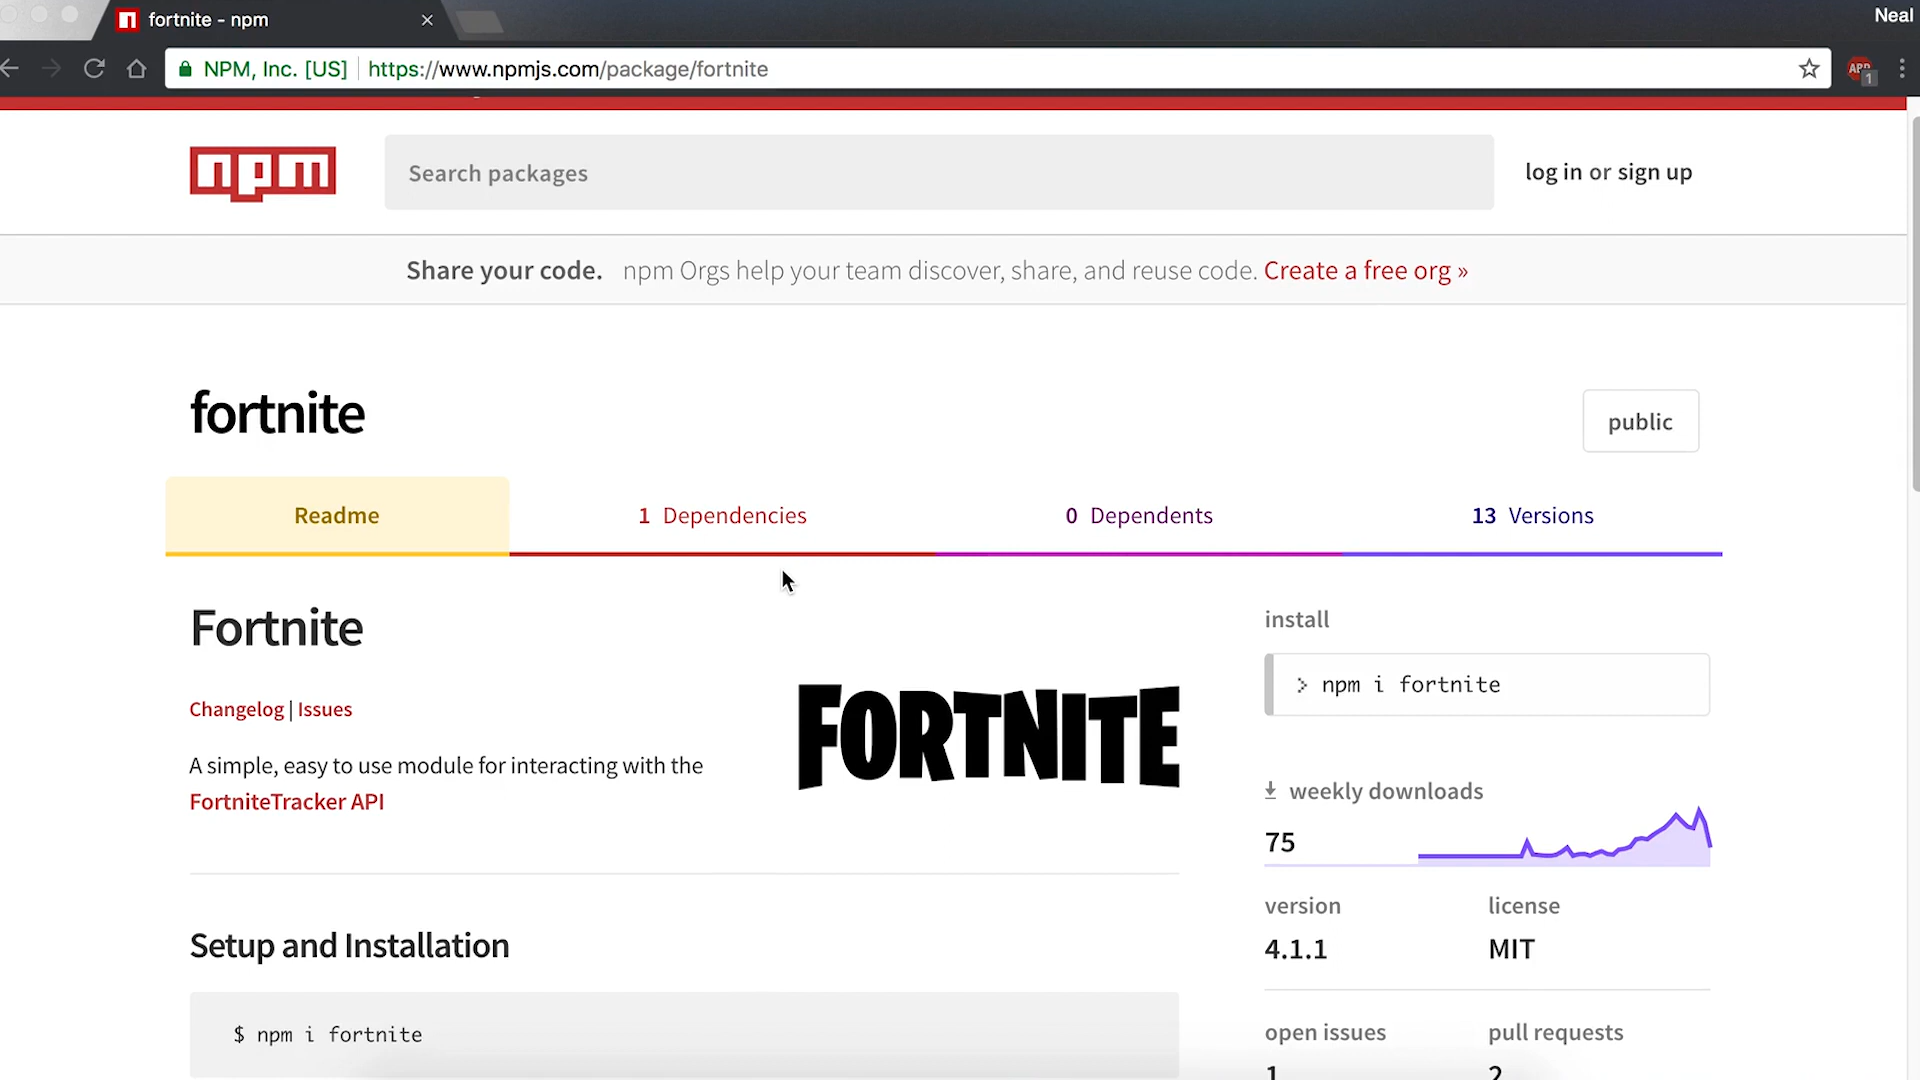 fortnite - npm
Neal
NPM, Inc. [US] https://www.npmjs.com/package/fortnite
ABP 1
npm
Search packages
log in or sign up
Share your code. npm Orgs help your team discover, share, and reuse code. Create a free org »
fortnite
public
Readme
1 Dependencies
0 Dependents
13 Versions
Fortnite
Changelog | Issues
A simple, easy to use module for interacting with the
FortniteTracker API
FORTNITE
install
> npm i fortnite
weekly downloads
75
version
license
4.1.1
MIT
Setup and Installation
$ npm i fortnite
open issues
pull requests
1
2